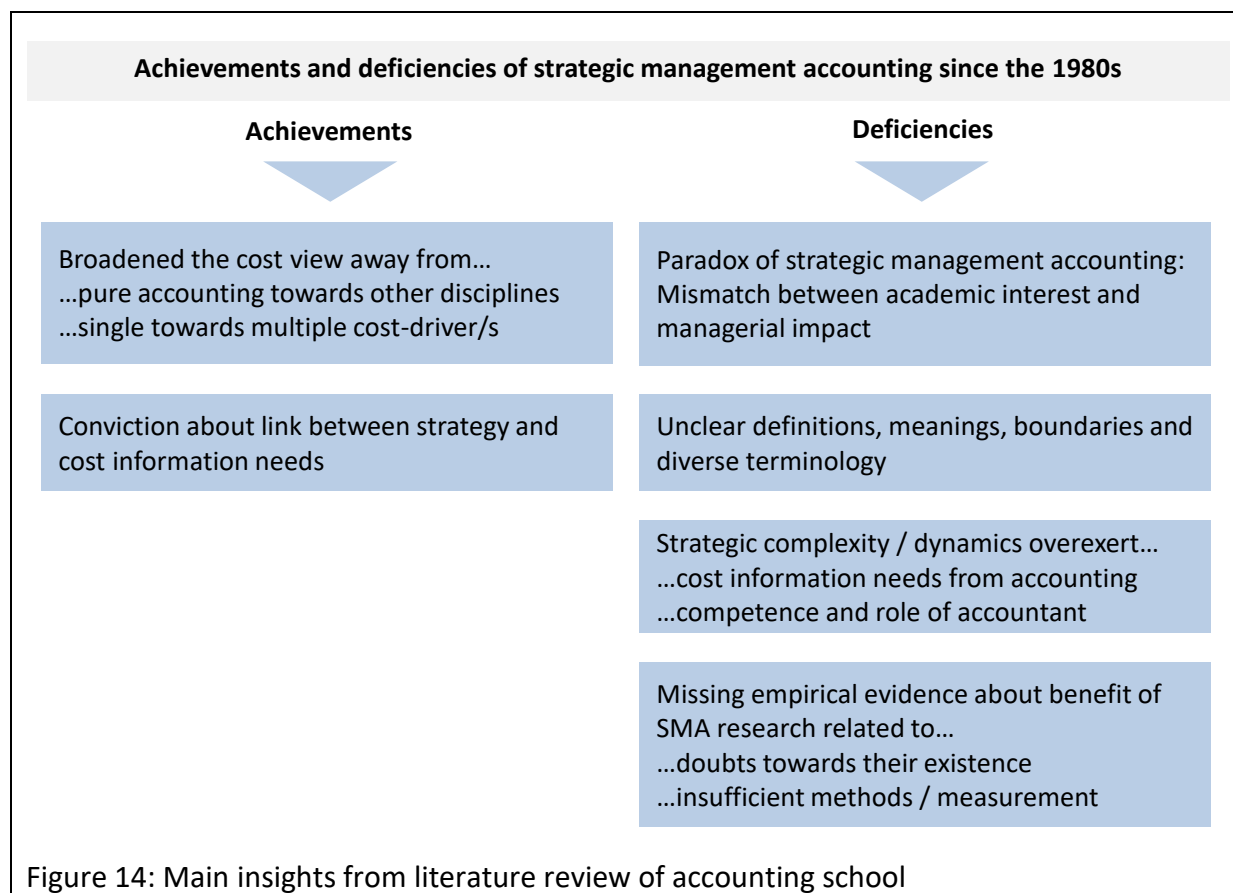 Achievements and deficiencies of strategic management accounting since the 1980s
Achievements
Broadened the cost view away from…
…pure accounting towards other disciplines
…single towards multiple cost-driver/s
Conviction about link between strategy and
cost information needs
Deficiencies
Paradox of strategic management accounting:
Mismatch between academic interest and
managerial impact
Unclear definitions, meanings, boundaries and
diverse terminology
Strategic complexity / dynamics overexert…
…cost information needs from accounting
…competence and role of accountant
Missing empirical evidence about benefit of
SMA research related to…
…doubts towards their existence
…insufficient methods / measurement
Figure 14: Main insights from literature review of accounting school